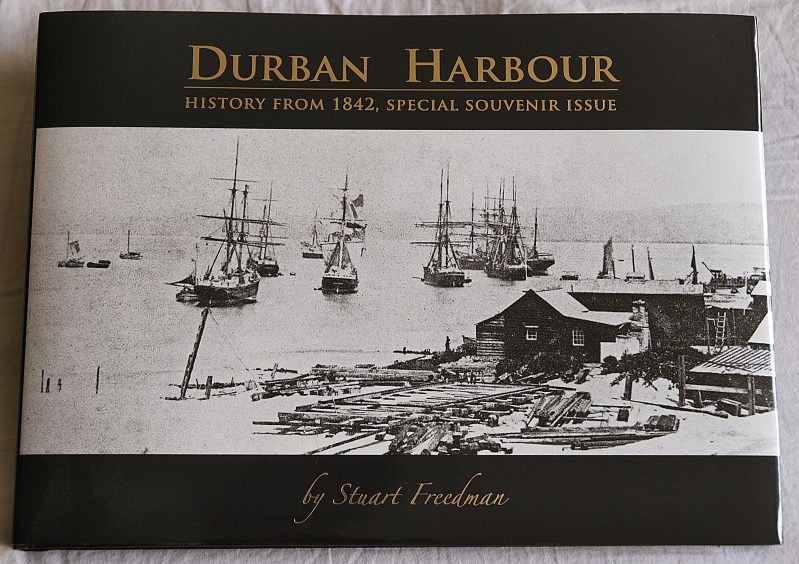 DURBAN HARBOUR
HISTORY FROM 1842, SPECIAL SOUVENIR ISSUE
by Stuart Freedman